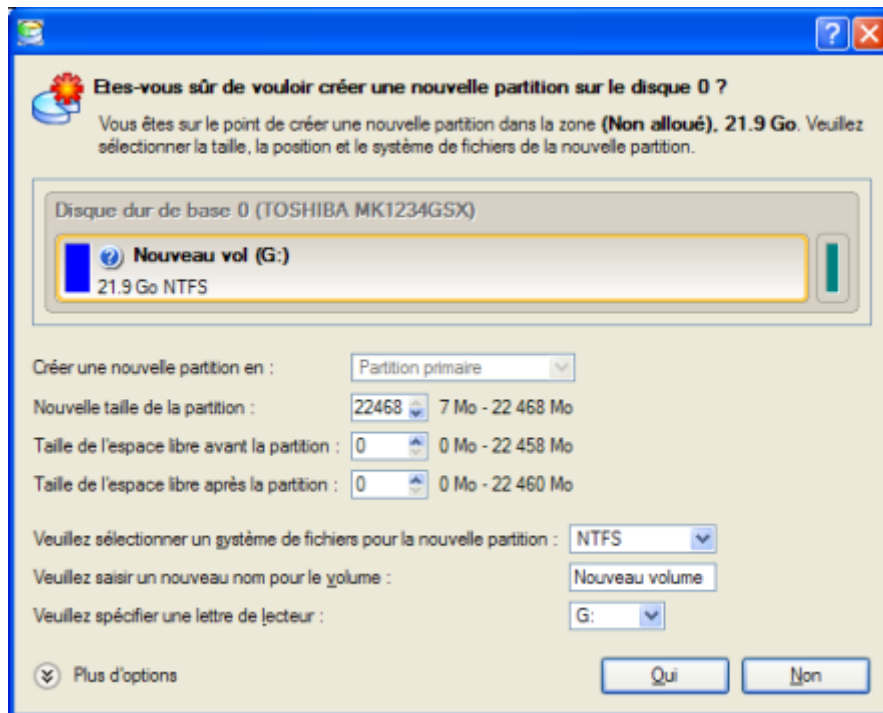 Etes-vous sûr de vouloir créer une nouvelle partition sur le disque 0 ?
Vous êtes sur le point de créer une nouvelle partition dans la zone (Non alloué), 21.9 Go. Veuillez
sélectionner la taille, la position et le système de fichiers de la nouvelle partition.
Disque dur de base 0 (TOSHIBA MK1234GSX)
Nouveau vol (G:)
21.9 Go NTFS
Créer une nouvelle partition en : Partition primaire
Nouvelle taille de la partition : 22468 7 Mo - 22 468 Mo
Taille de l'espace libre avant la partition : 0 0 Mo - 22 458 Mo
Taille de l'espace libre après la partition : 0 0 Mo - 22 460 Mo
Veuillez sélectionner un système de fichiers pour la nouvelle partition : NTFS
Veuillez saisir un nouveau nom pour le volume : Nouveau volume
Veuillez spécifier une lettre de lecteur : G:
Plus d'options Qui Non